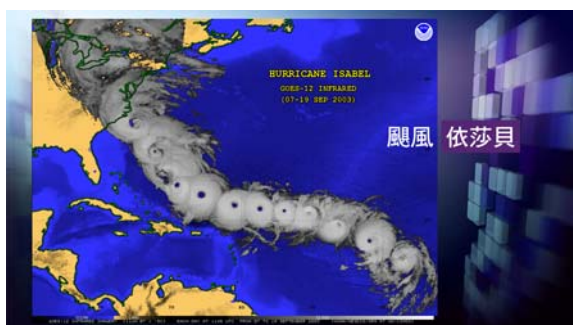 HURRICANE ISABEL
GOES-12 INFRARED
(07-19 SEP 2003)
颶風 依莎貝